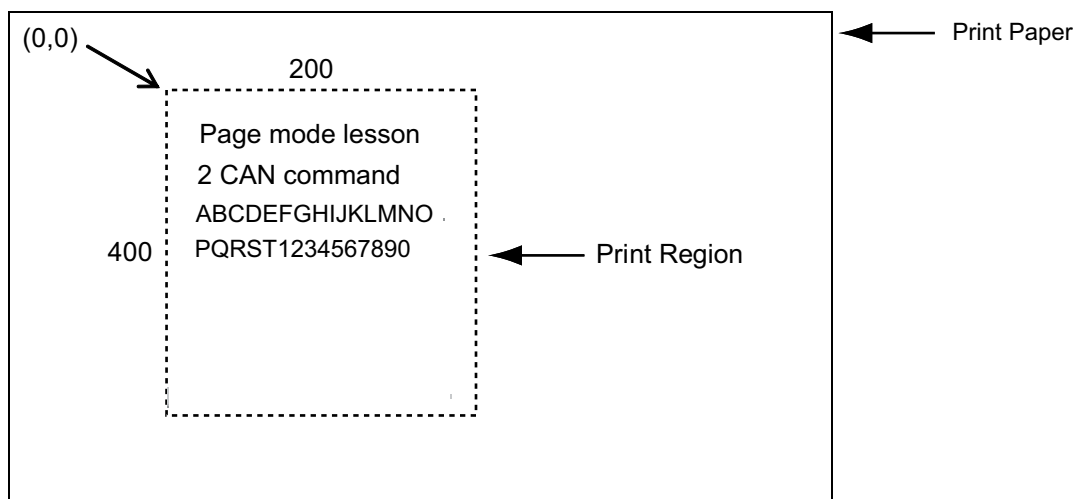 (0,0)
Print Paper
200
Page mode lesson
2 CAN command
ABCDEFGHIJKLMNO
400
PQRST1234567890
Print Region